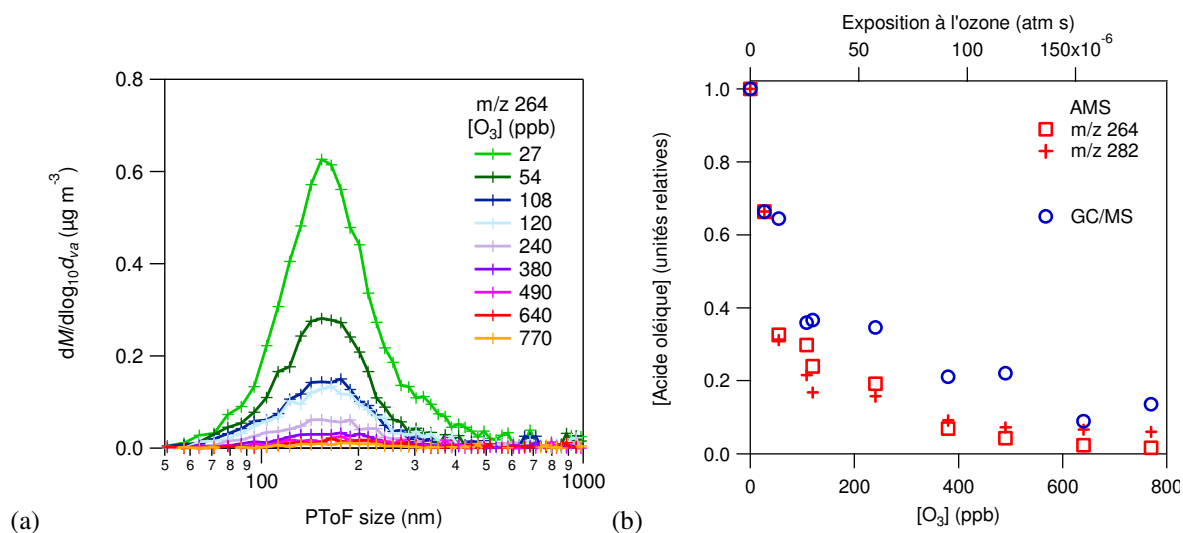 0.8
0.6
0.4
0.2
0.0
dM/dlog₁₀dva (µg m⁻³)
m/z 264
[O₃] (ppb)
27
54
108
120
240
380
490
640
770
5 6 7 8 9 100 2 3 4 5 6 7 8 9 1000
PToF size (nm)
(a)
Exposition à l'ozone (atm s)
0 50 100 150x10⁻⁶
1.0
0.8
0.6
0.4
0.2
0.0
[Acide oléique] (unités relatives)
AMS
m/z 264
m/z 282
GC/MS
0 200 400 600 800
[O₃] (ppb)
(b)